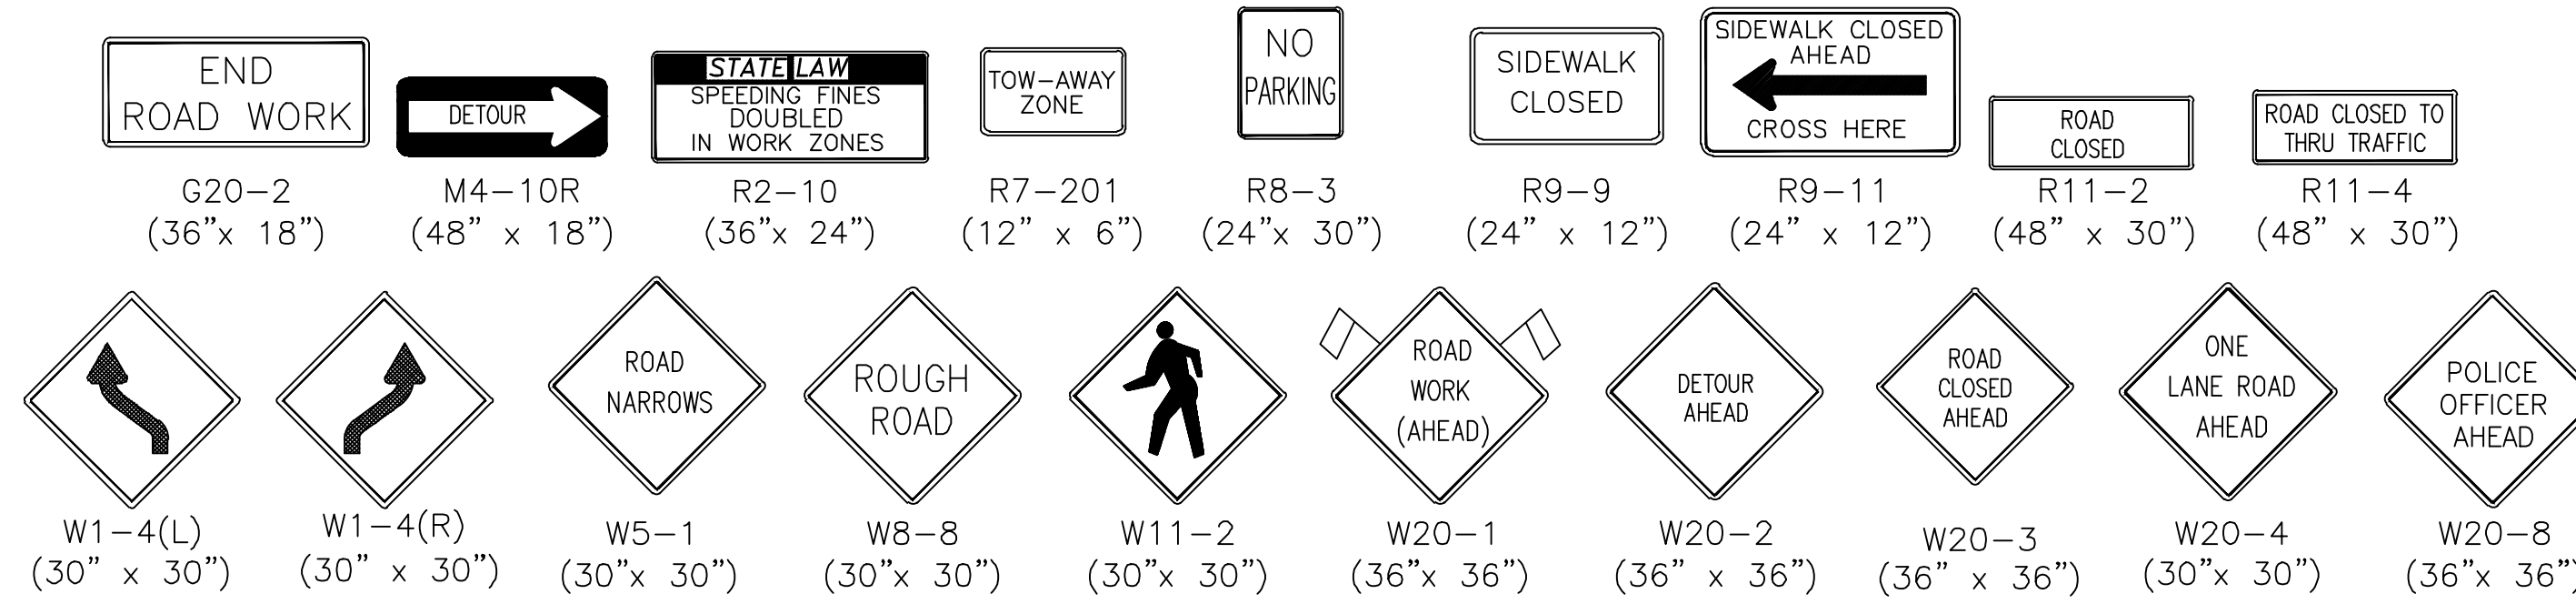 END
ROAD WORK
G20-2
(36"x 18")
DETOUR
M4-10R
(48" x 18")
STATE LAW
SPEEDING FINES
DOUBLED
IN WORK ZONES
R2-10
(36"x 24")
TOW-AWAY
ZONE
R7-201
(12" x 6")
NO
PARKING
R8-3
(24"x 30")
SIDEWALK
CLOSED
R9-9
(24" x 12")
SIDEWALK CLOSED
AHEAD
CROSS HERE
R9-11
(24" x 12")
ROAD
CLOSED
R11-2
(48" x 30")
ROAD CLOSED TO
THRU TRAFFIC
R11-4
(48" x 30")
W1-4(L)
(30" x 30")
W1-4(R)
(30" x 30")
ROAD
NARROWS
W5-1
(30"x 30")
ROUGH
ROAD
W8-8
(30"x 30")
W11-2
(30"x 30")
ROAD
WORK
(AHEAD)
W20-1
(36"x 36")
DETOUR
AHEAD
W20-2
(36" x 36")
ROAD
CLOSED
AHEAD
W20-3
(36" x 36")
ONE
LANE ROAD
AHEAD
W20-4
(30"x 30")
POLICE
OFFICER
AHEAD
W20-8
(36"x 36"